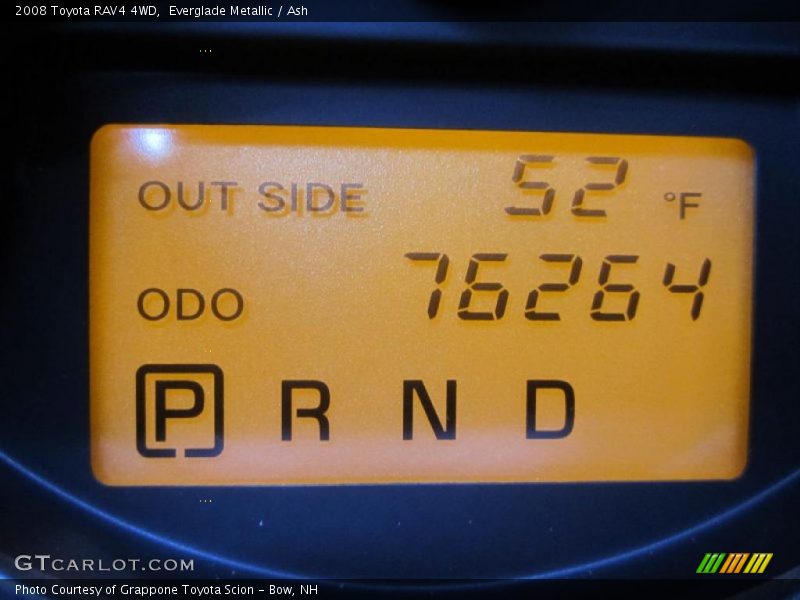 2008 Toyota RAV4 4WD,  Everglade Metallic / Ash
OUT SIDE 52 °F
ODO 76264
P R N D
GTCARLOT.COM
Photo Courtesy of Grappone Toyota Scion - Bow, NH